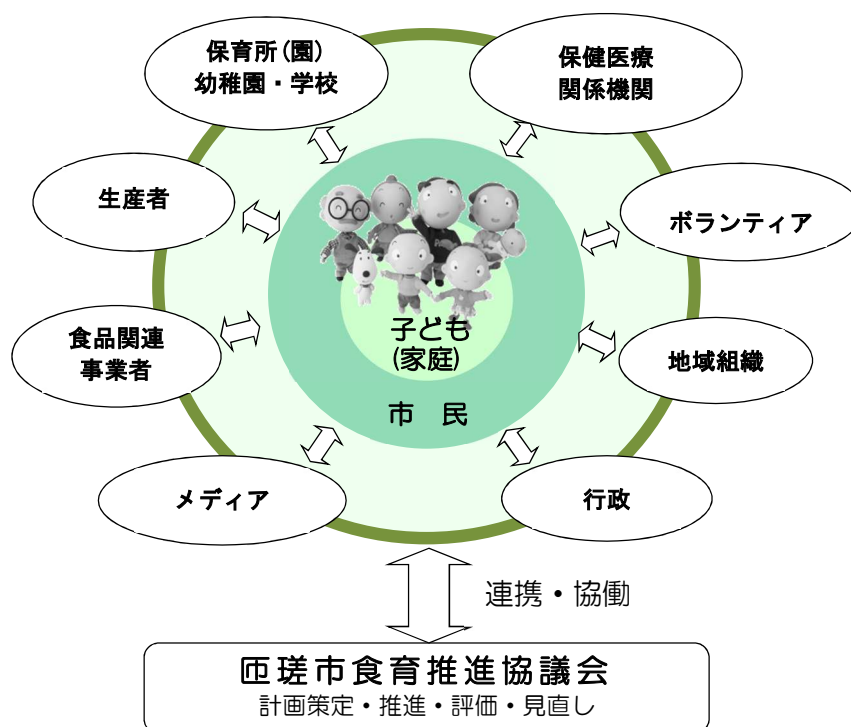 保育所(園)
幼稚園・学校
保健医療
関係機関
生産者
ボランティア
食品関連
事業者
地域組織
子ども
(家庭)
市 民
メディア
行政
連携・協働
匝瑳市食育推進協議会
計画策定・推進・評価・見直し